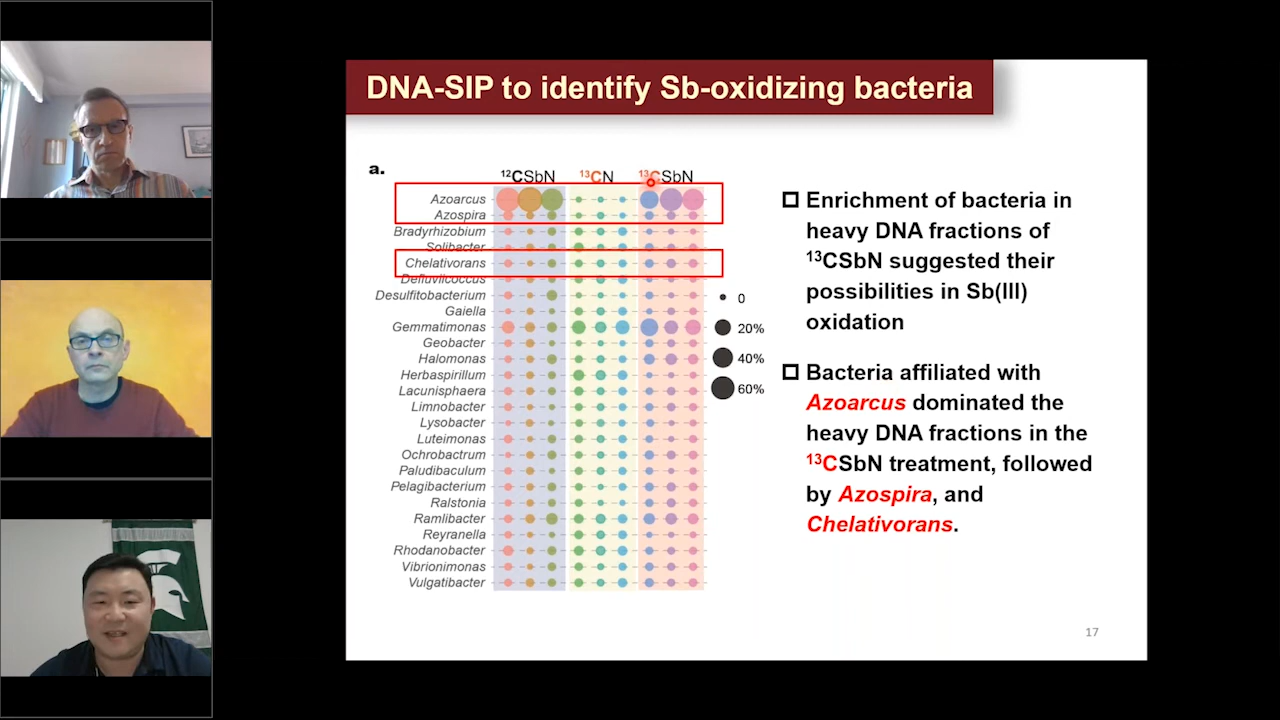 DNA-SIP to identify Sb-oxidizing bacteria
a.
¹²CSbN ¹³CN ¹³CSbN
Azoarcus
Azospira
Bradyrhizobium
Solibacter
Chelativorans
Defluviicoccus
Desulfitobacterium
Gaiella
Gemmatimonas
Geobacter
Halomonas
Herbaspirillum
Lacunisphaera
Limnobacter
Lysobacter
Luteimonas
Ochrobactrum
Paludibaculum
Pelagibacterium
Ralstonia
Ramlibacter
Reyranella
Rhodanobacter
Vibrionimonas
Vulgatibacter
0
20%
40%
60%
Enrichment of bacteria in
heavy DNA fractions of
¹³CSbN suggested their
possibilities in Sb(III)
oxidation
Bacteria affiliated with
Azoarcus dominated the
heavy DNA fractions in the
¹³CSbN treatment, followed
by Azospira, and
Chelativorans.
17